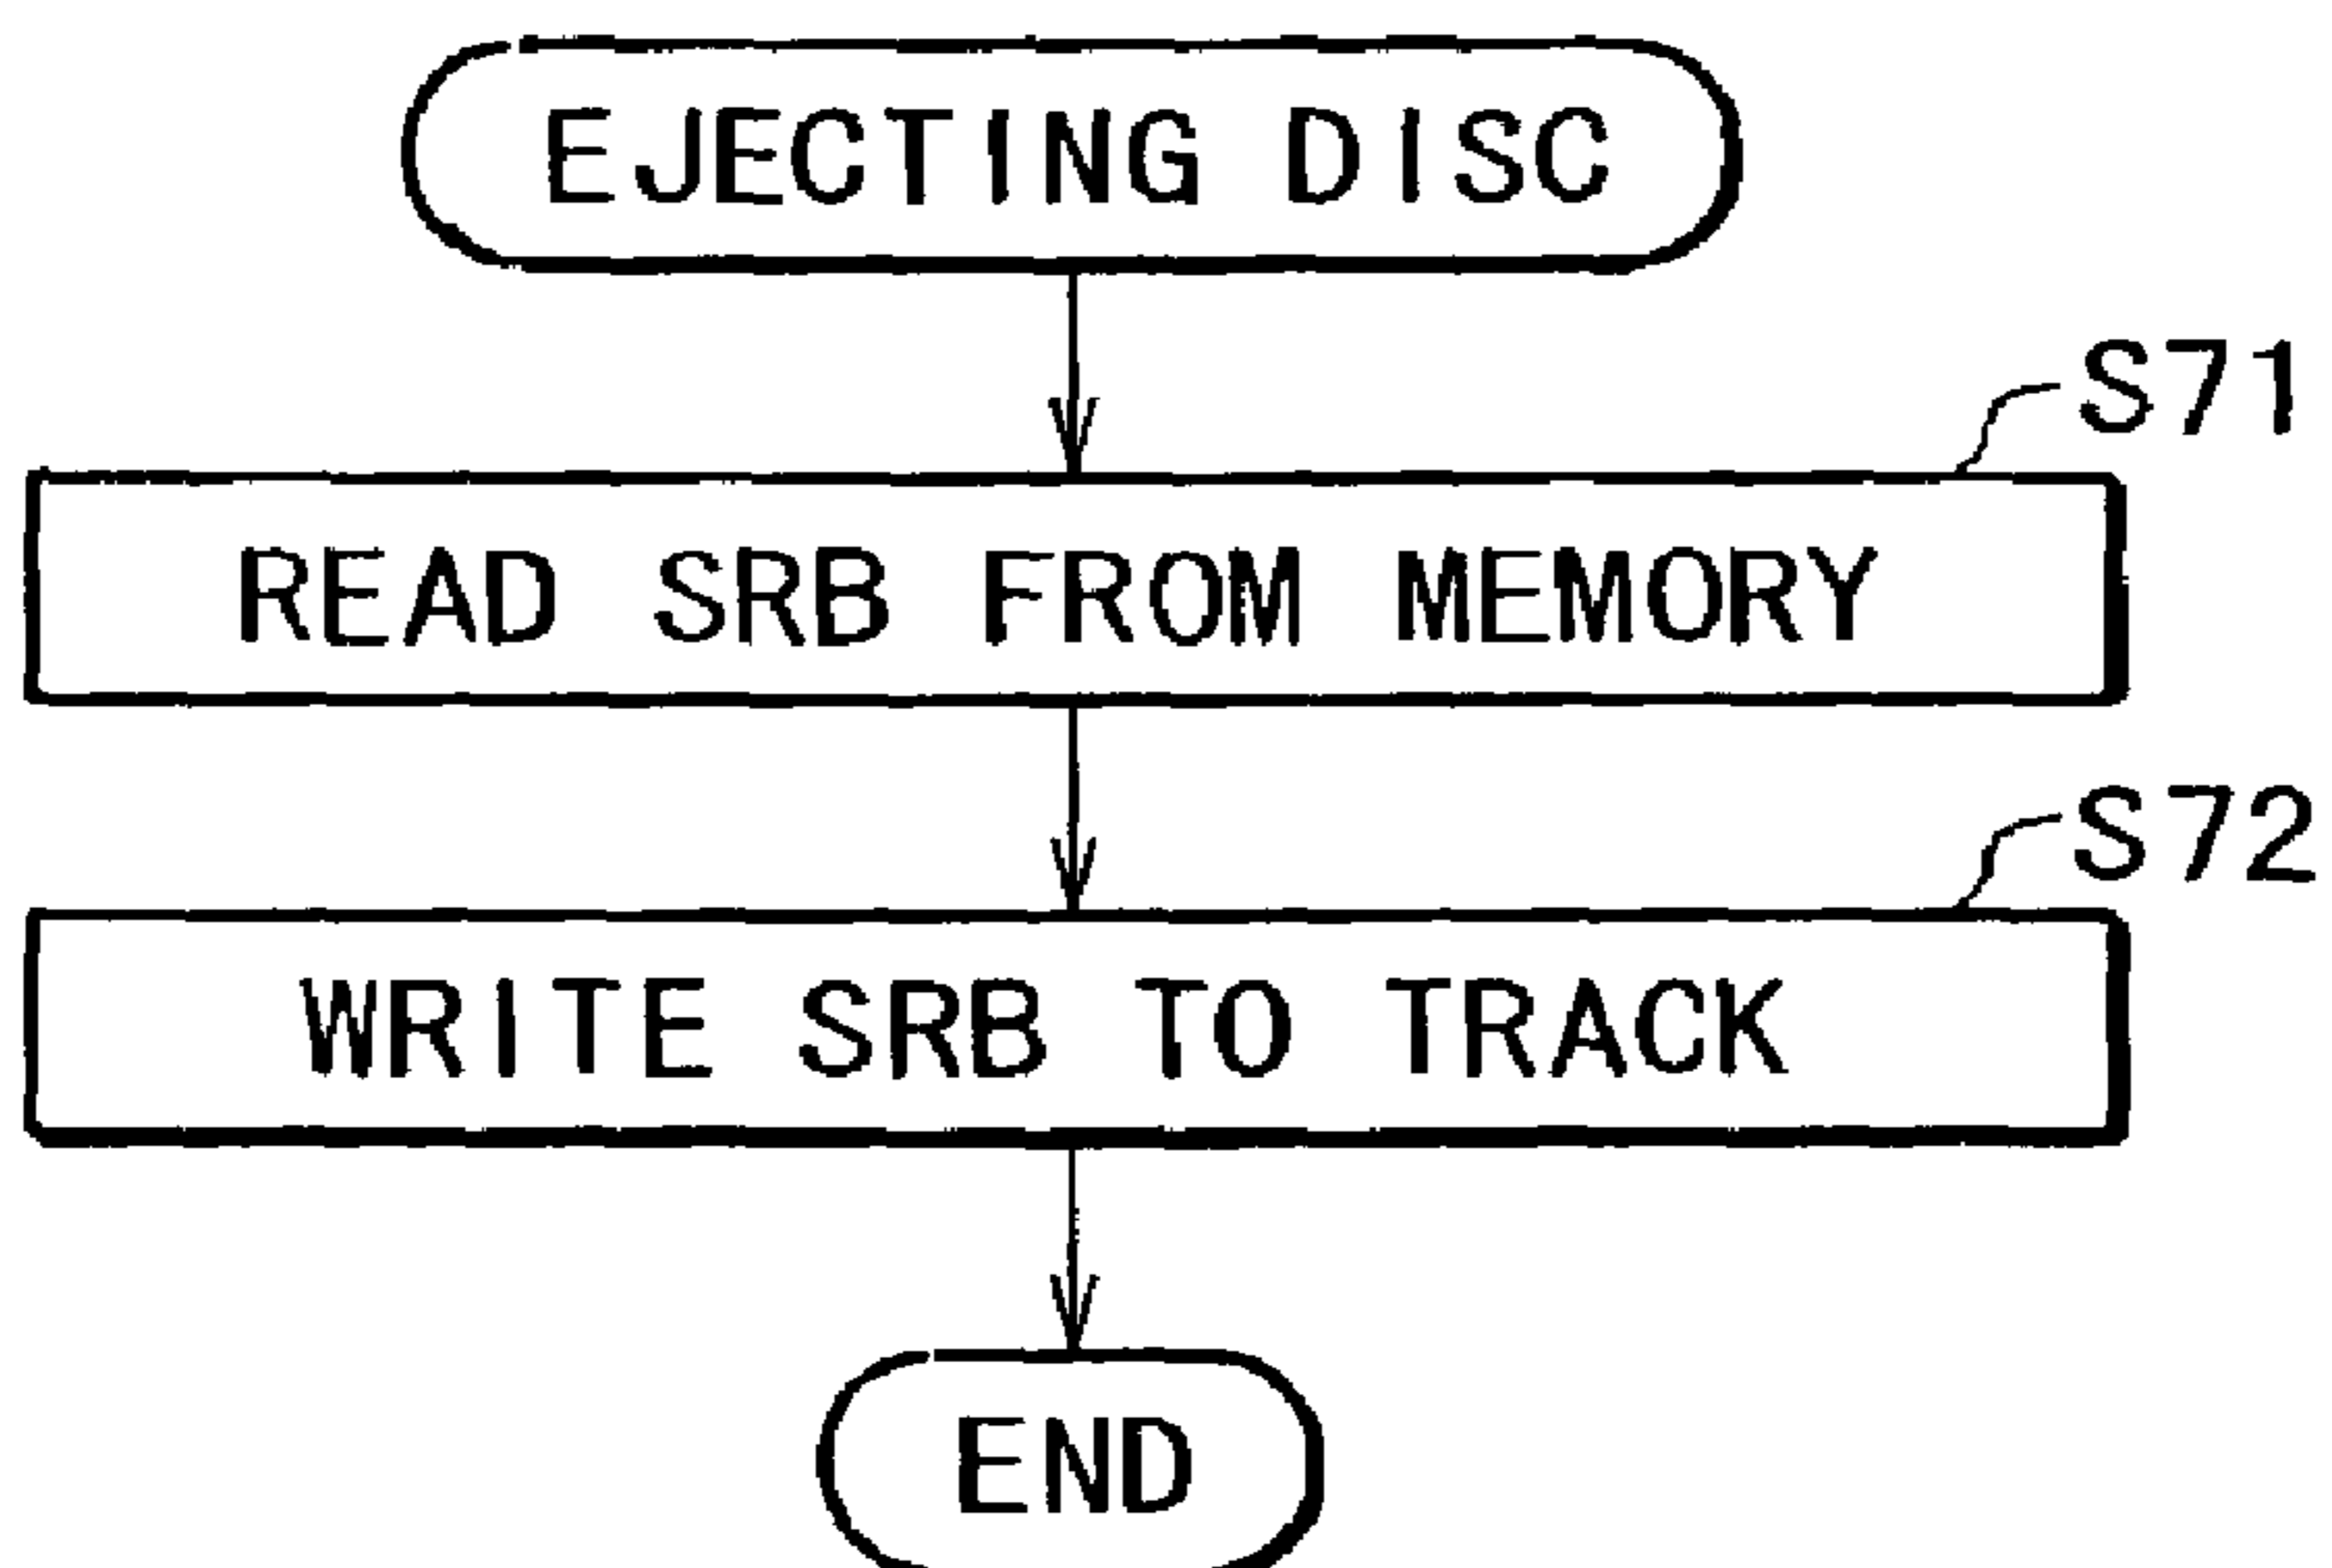 EJECTING DISC
S71
READ SRB FROM MEMORY
S72
WRITE SRB TO TRACK
END